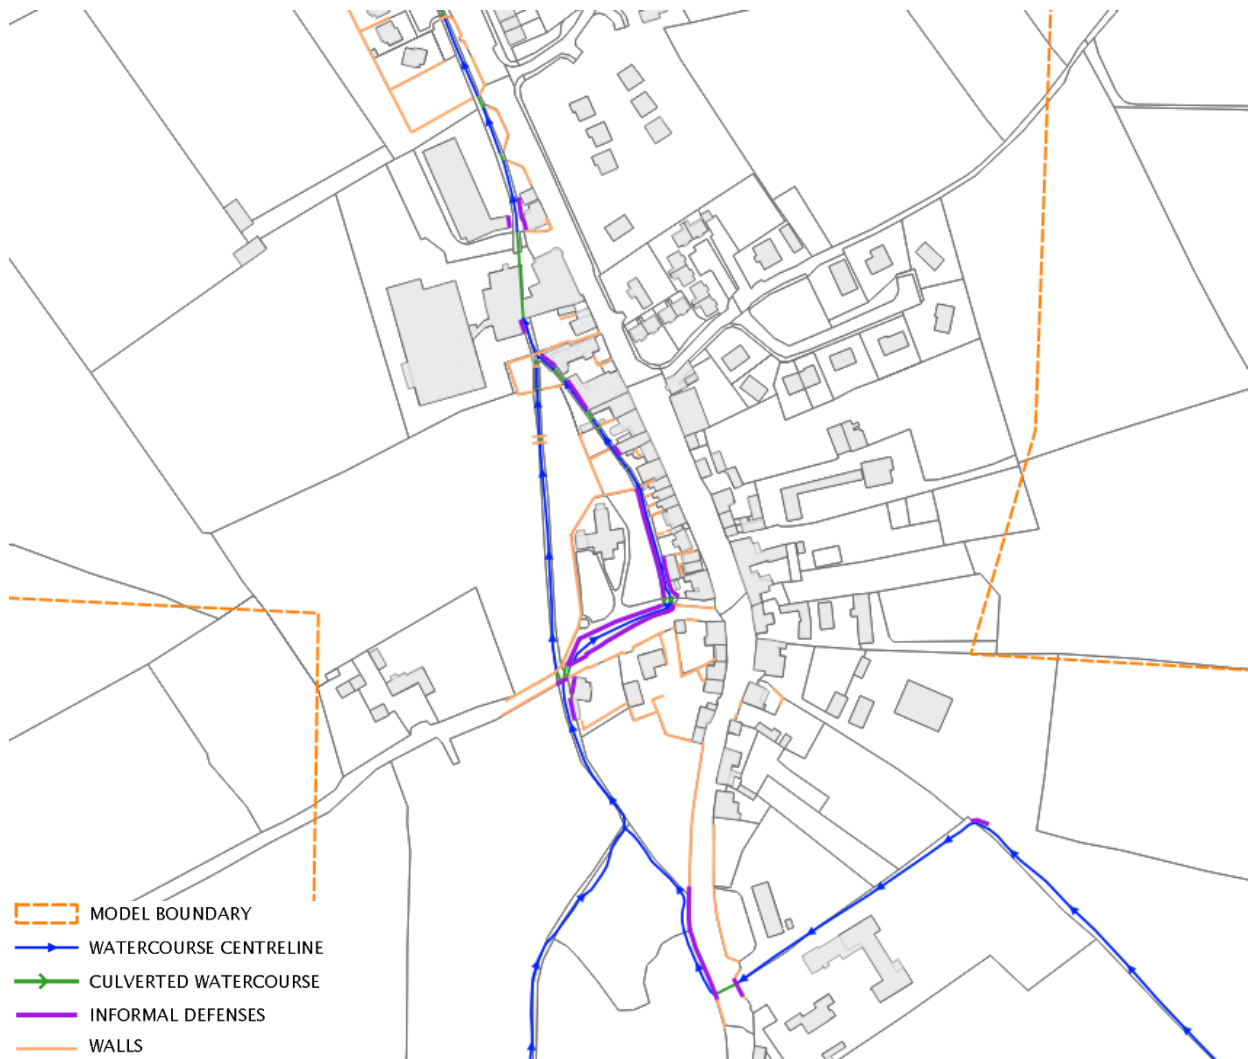 MODEL BOUNDARY
WATERCOURSE CENTRELINE
CULVERTED WATERCOURSE
INFORMAL DEFENSES
WALLS